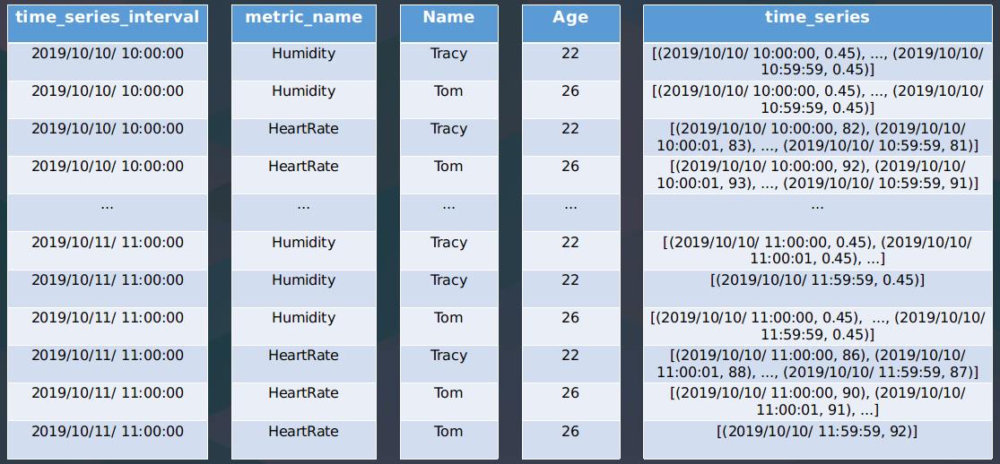 time_series_interval metric_name Name Age time_series
2019/10/10/ 10:00:00 Humidity Tracy 22 [(2019/10/10/ 10:00:00, 0.45), ..., (2019/10/10/
10:59:59, 0.45)]
2019/10/10/ 10:00:00 Humidity Tom 26 [(2019/10/10/ 10:00:00, 0.45), ..., (2019/10/10/
10:59:59, 0.45)]
2019/10/10/ 10:00:00 HeartRate Tracy 22 [(2019/10/10/ 10:00:00, 82), (2019/10/10/
10:00:01, 83), ..., (2019/10/10/ 10:59:59, 81)]
2019/10/10/ 10:00:00 HeartRate Tom 26 [(2019/10/10/ 10:00:00, 92), (2019/10/10/
10:00:01, 93), ..., (2019/10/10/ 10:59:59, 91)]
... ... ... ... ...
2019/10/11/ 11:00:00 Humidity Tracy 22 [(2019/10/10/ 11:00:00, 0.45), (2019/10/10/
11:00:01, 0.45), ...]
2019/10/11/ 11:00:00 Humidity Tracy 22 [(2019/10/10/ 11:59:59, 0.45)]
2019/10/11/ 11:00:00 Humidity Tom 26 [(2019/10/10/ 11:00:00, 0.45), ..., (2019/10/10/
11:59:59, 0.45)]
2019/10/11/ 11:00:00 HeartRate Tracy 22 [(2019/10/10/ 11:00:00, 86), (2019/10/10/
11:00:01, 88), ..., (2019/10/10/ 11:59:59, 87)]
2019/10/11/ 11:00:00 HeartRate Tom 26 [(2019/10/10/ 11:00:00, 90), (2019/10/10/
11:00:01, 91), ...]
2019/10/11/ 11:00:00 HeartRate Tom 26 [(2019/10/10/ 11:59:59, 92)]